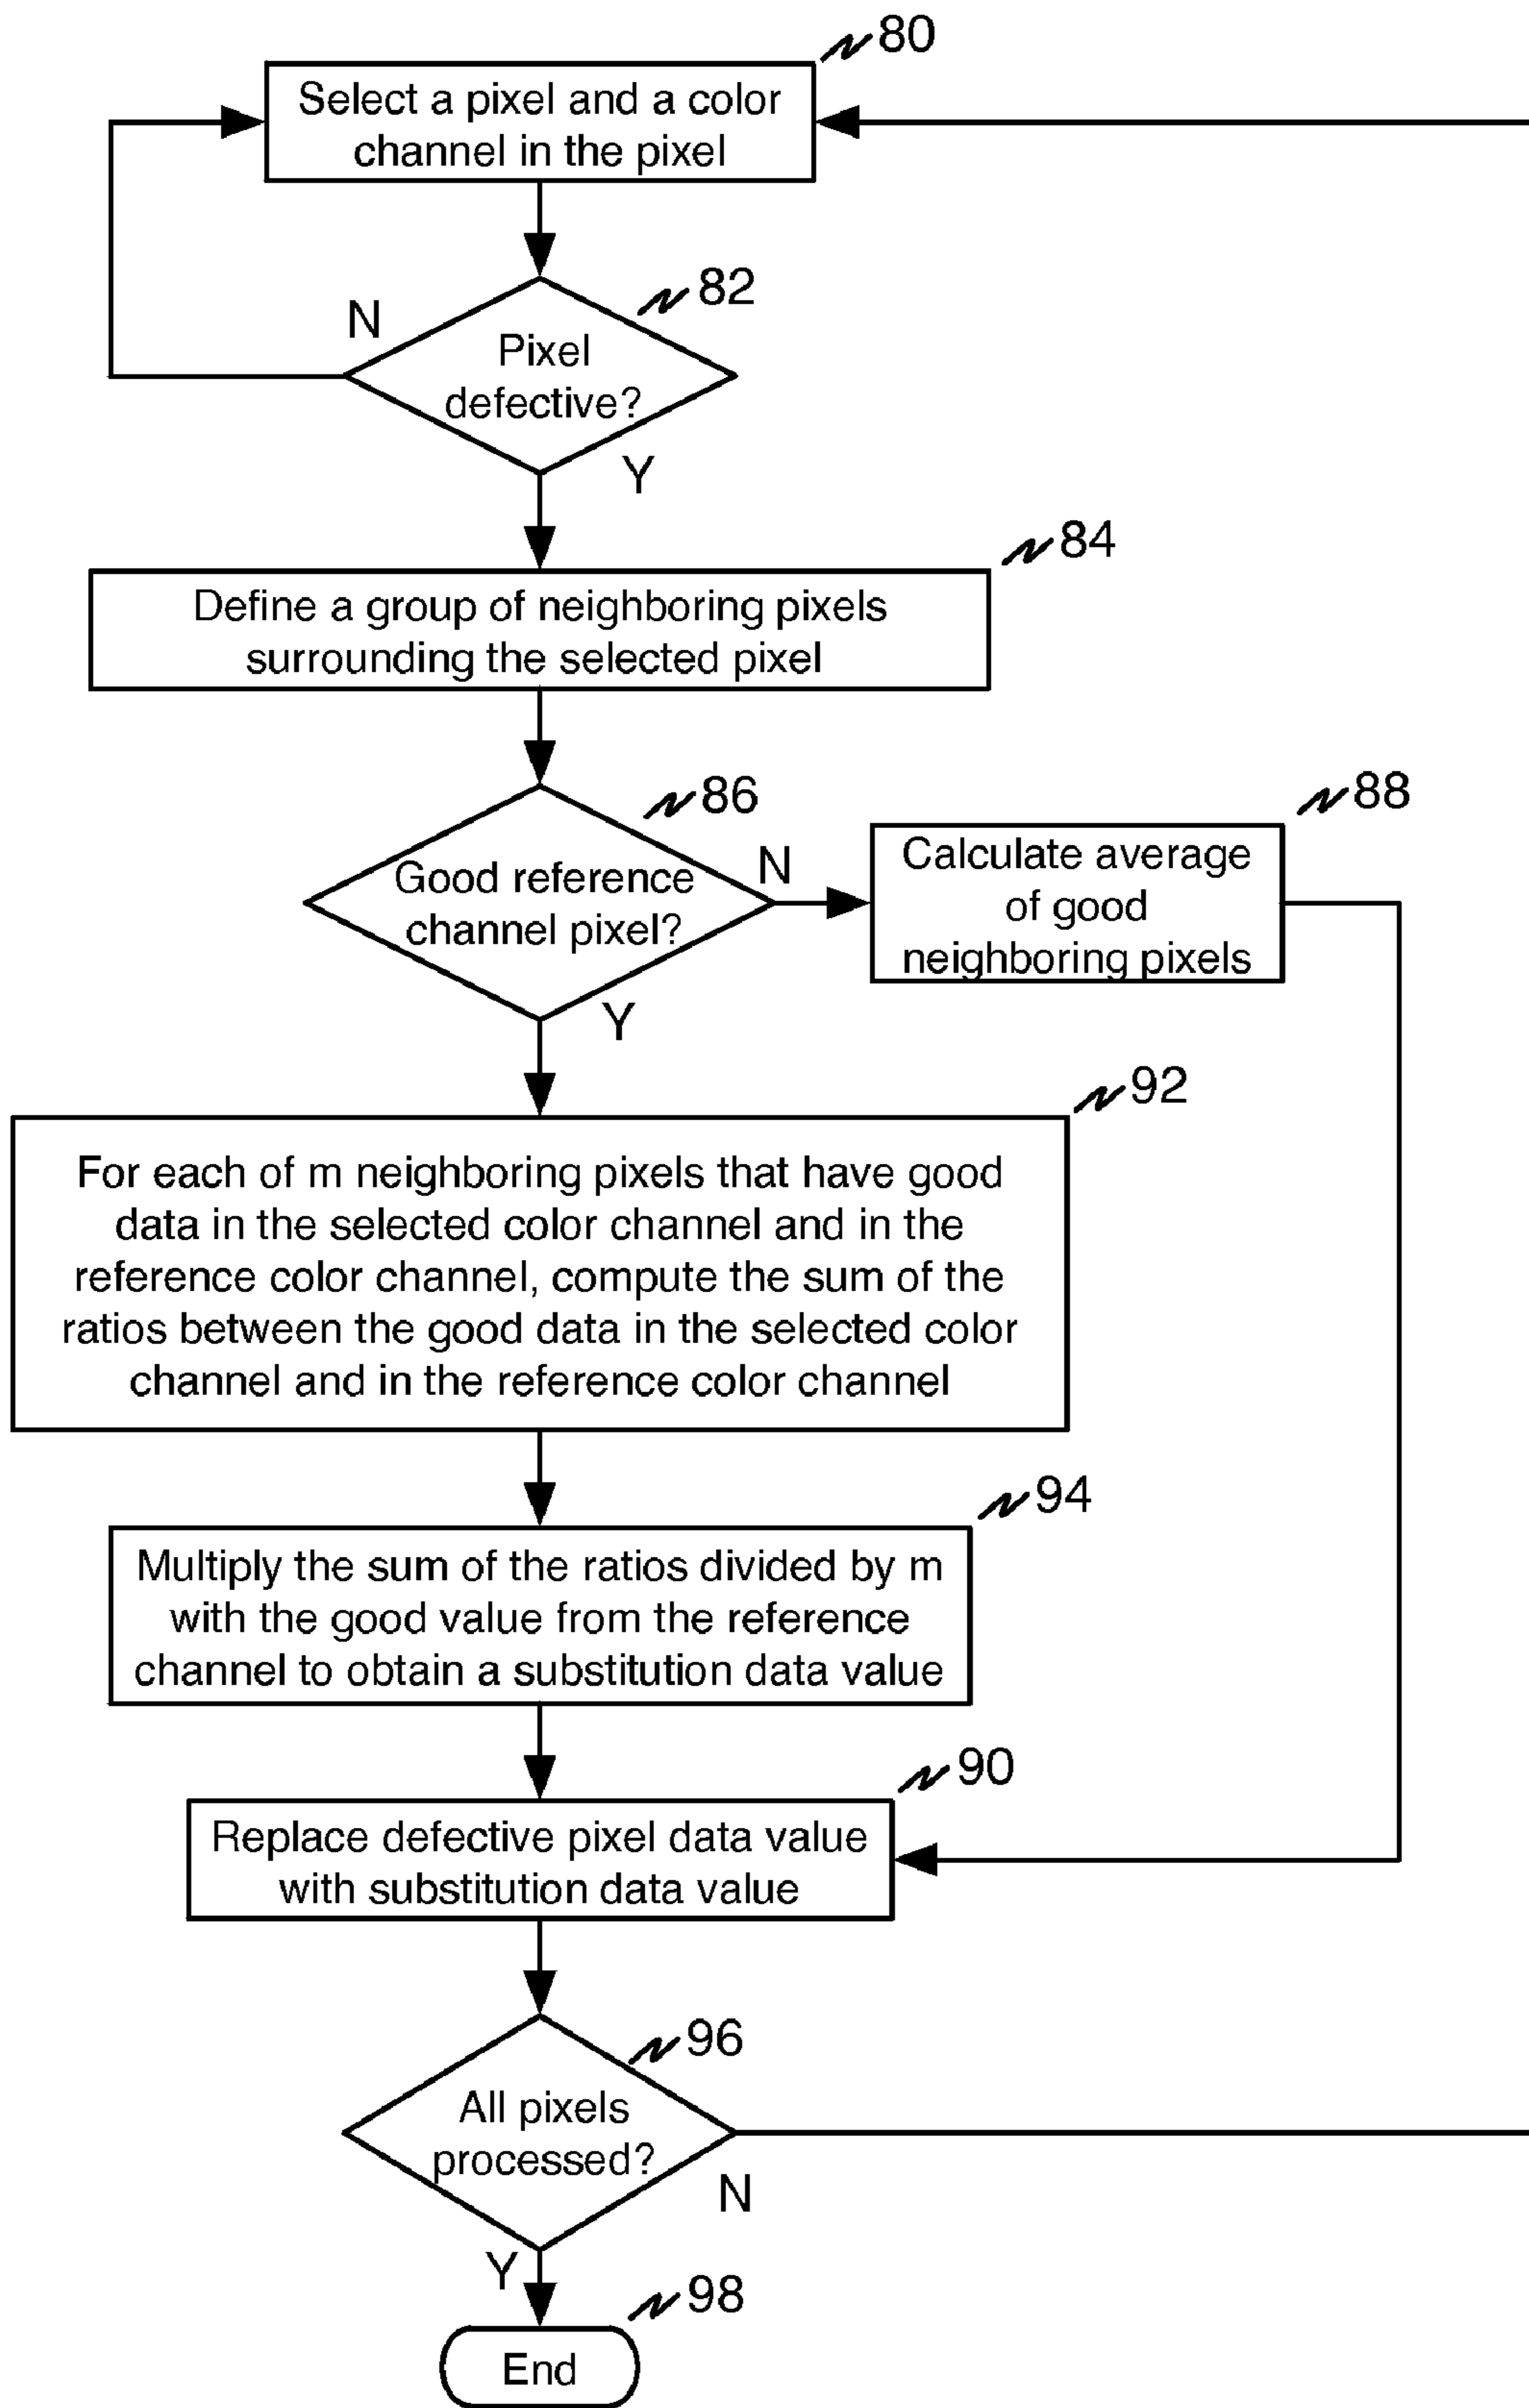 80
Select a pixel and a color
channel in the pixel
82
N
Pixel
defective?
Y
84
Define a group of neighboring pixels
surrounding the selected pixel
86
88
Good reference
channel pixel?
N
Calculate average
of good
neighboring pixels
Y
92
For each of m neighboring pixels that have good
data in the selected color channel and in the
reference color channel, compute the sum of the
ratios between the good data in the selected color
channel and in the reference color channel
94
Multiply the sum of the ratios divided by m
with the good value from the reference
channel to obtain a substitution data value
90
Replace defective pixel data value
with substitution data value
96
All pixels
processed?
N
Y
98
End